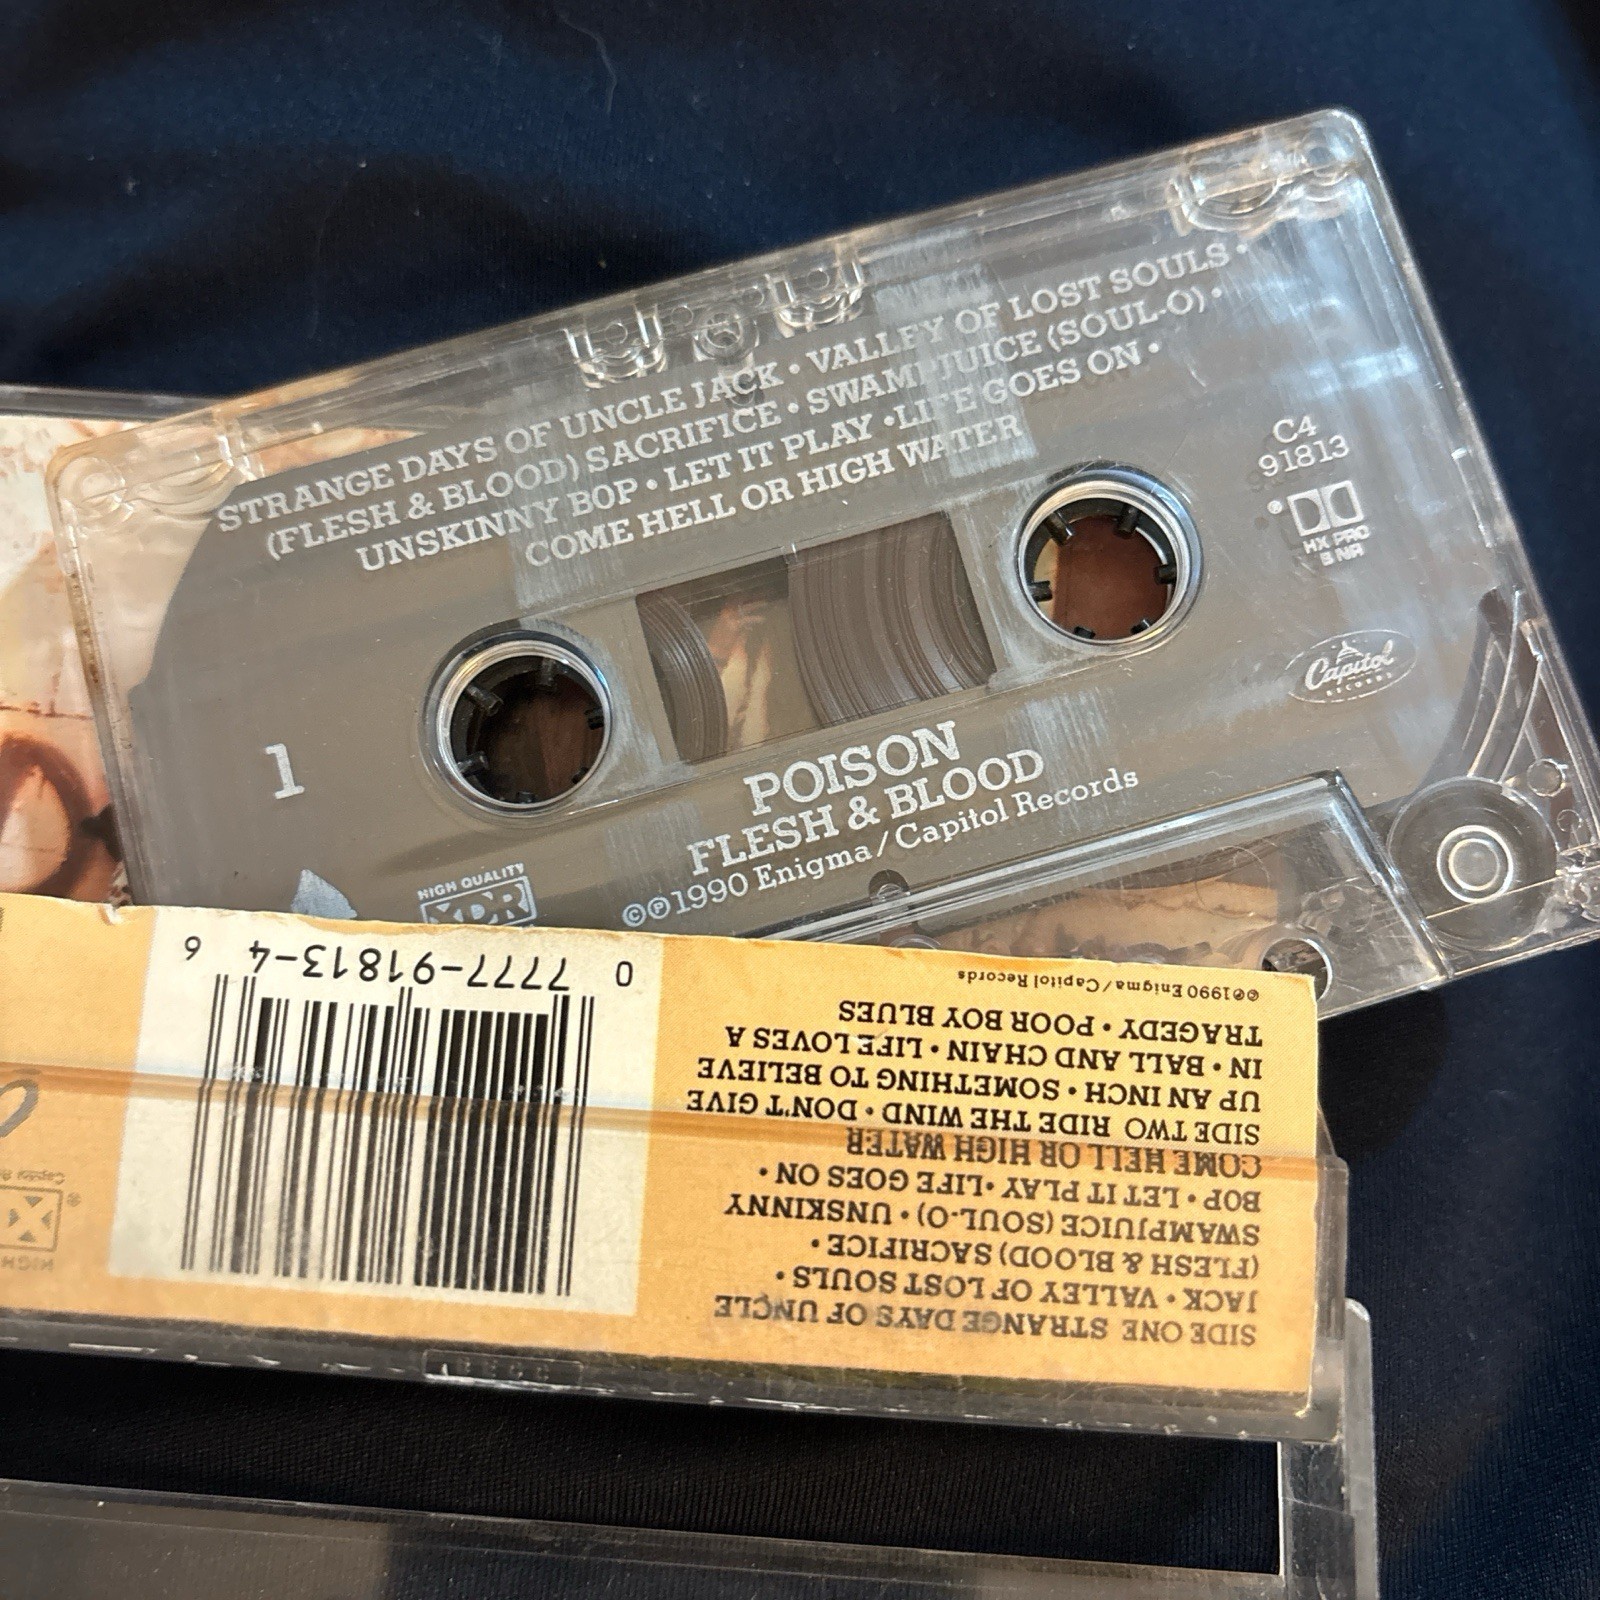 STRANGE DAYS OF UNCLE JACK • VALLEY OF LOST SOULS •
(FLESH & BLOOD) SACRIFICE • SWAMPJUICE (SOUL-O) •
UNSKINNY BOP • LET IT PLAY • LIFE GOES ON •
COME HELL OR HIGH WATER
C4
91813
®
HX PRO
B NR
Capitol
RECORDS
1
POISON
FLESH & BLOOD
©℗1990 Enigma/Capitol Records
HIGH QUALITY
XDR
0 7777-91813-4 6
SIDE ONE STRANGE DAYS OF UNCLE
JACK • VALLEY OF LOST SOULS •
(FLESH & BLOOD) SACRIFICE •
SWAMPJUICE (SOUL-O) • UNSKINNY
BOP • LET IT PLAY • LIFE GOES ON •
COME HELL OR HIGH WATER
SIDE TWO RIDE THE WIND • DON'T GIVE
UP AN INCH • SOMETHING TO BELIEVE
IN • BALL AND CHAIN • LIFE LOVES A
TRAGEDY • POOR BOY BLUES
©℗1990 Enigma/Capitol Records
HIGH
X
®